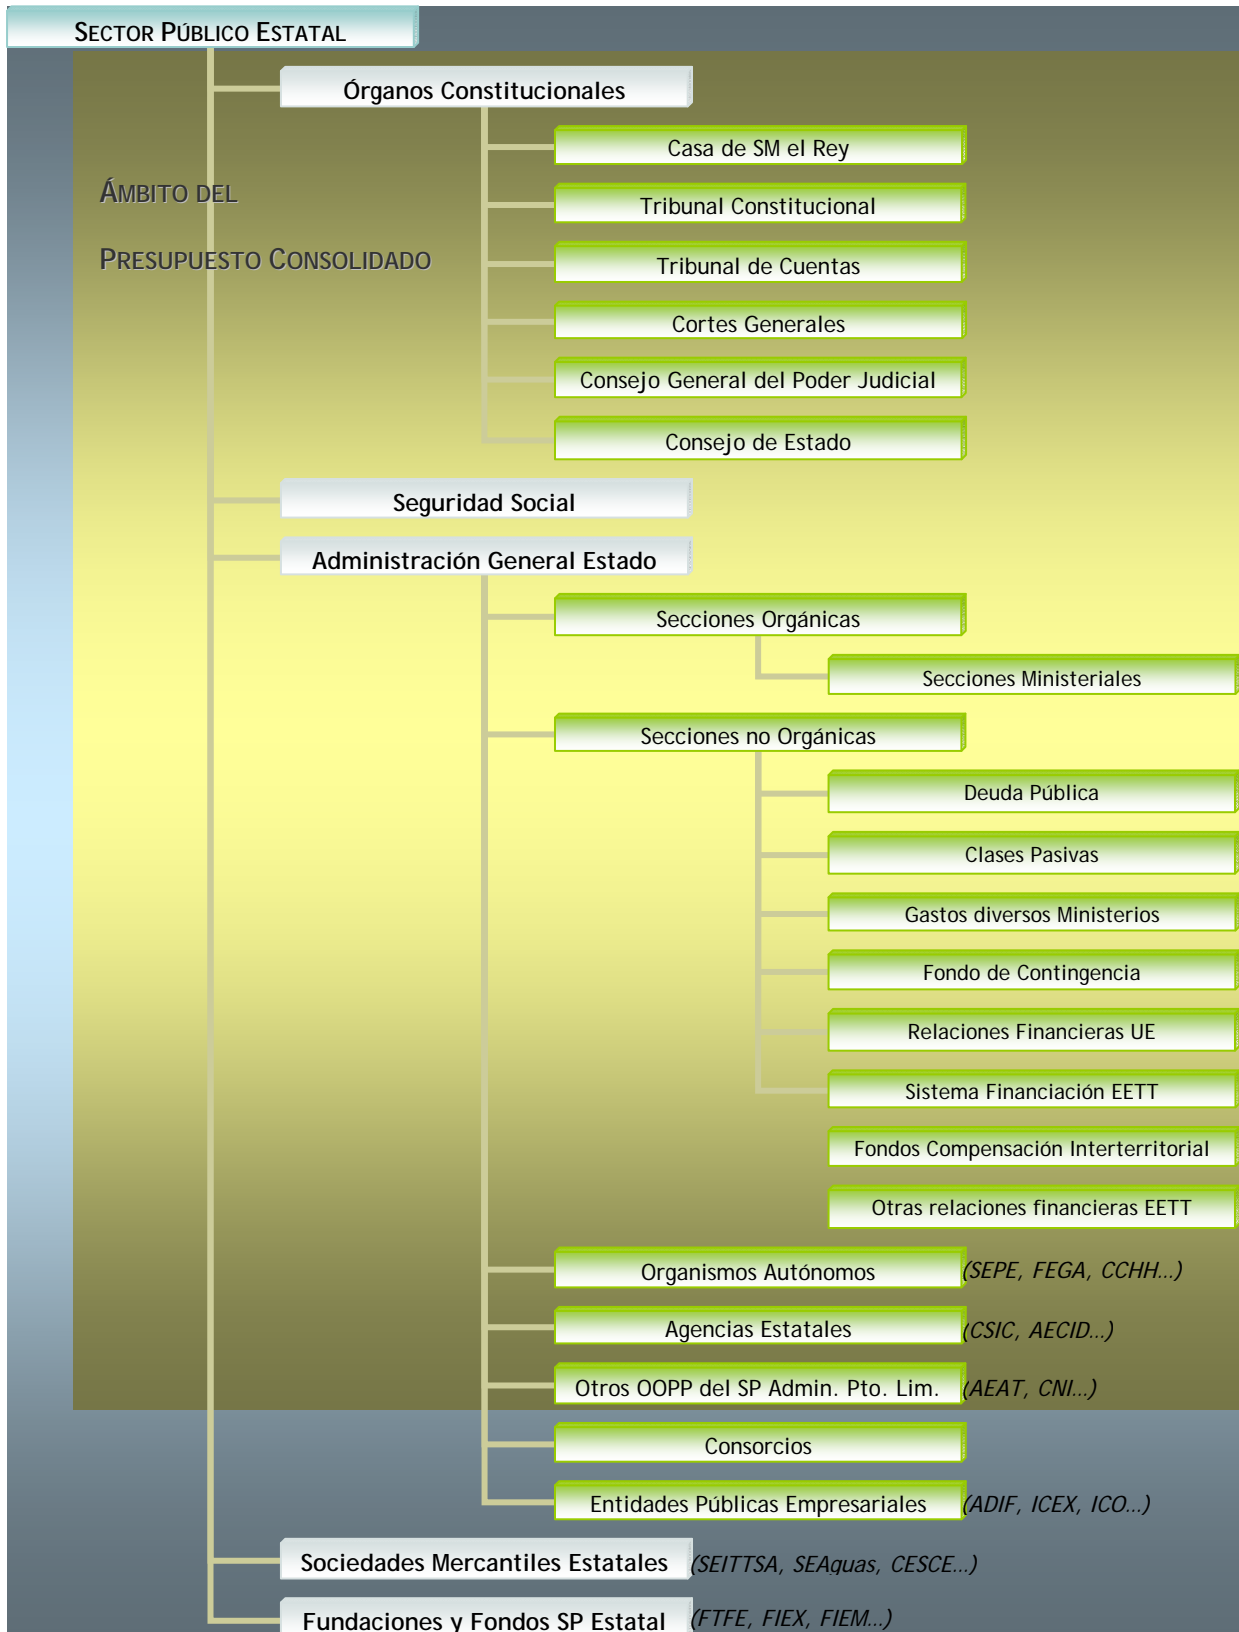 SECTOR PÚBLICO ESTATAL
Órganos Constitucionales
Casa de SM el Rey
ÁMBITO DEL
Tribunal Constitucional
PRESUPUESTO CONSOLIDADO
Tribunal de Cuentas
Cortes Generales
Consejo General del Poder Judicial
Consejo de Estado
Seguridad Social
Administración General Estado
Secciones Orgánicas
Secciones Ministeriales
Secciones no Orgánicas
Deuda Pública
Clases Pasivas
Gastos diversos Ministerios
Fondo de Contingencia
Relaciones Financieras UE
Sistema Financiación EETT
Fondos Compensación Interterritorial
Otras relaciones financieras EETT
Organismos Autónomos (SEPE, FEGA, CCHH...)
Agencias Estatales (CSIC, AECID...)
Otros OOPP del SP Admin. Pto. Lim. (AEAT, CNI...)
Consorcios
Entidades Públicas Empresariales (ADIF, ICEX, ICO...)
Sociedades Mercantiles Estatales (SEITTSA, SEAguas, CESCE...)
Fundaciones y Fondos SP Estatal (FTFE, FIEX, FIEM...)